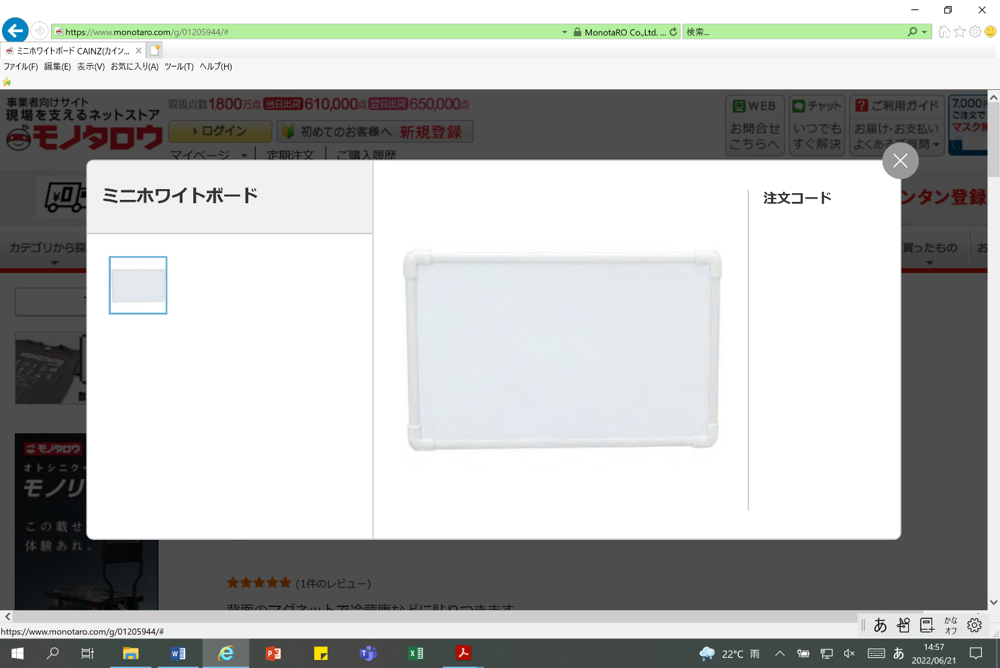 https://www.monotaro.com/g/01205944/#
MonotaRO Co.,Ltd. ...
検索...
ミニホワイトボード CAINZ(カイン...
ファイル(F) 編集(E) 表示(V) お気に入り(A) ツール(T) ヘルプ(H)
事業者向けサイト
現場を支えるネットストア
モノタロウ
取扱点数1,800万点 当日出荷610,000点 翌日出荷650,000点
ログイン
初めてのお客様へ 新規登録
マイページ
定期注文
ご購入履歴
WEB
お問合せ
こちらへ
チャット
いつでも
すぐ解決
? ご利用ガイド
お届け・お支払い
よくあるご質問
7,000
ご注文で
マスク無
ンタン登録
カテゴリから探
買ったもの
お
ミニホワイトボード
注文コード
MONOTARO
数
モノタロウ
オトシニクイ
モノリ
この載せ
体験あれ。
(1件のレビュー)
背面のマグネットで冷蔵庫などに貼りつきます
https://www.monotaro.com/g/01205944/#
あ
かな
オフ
22°C 雨
あ
14:57
2022/06/21